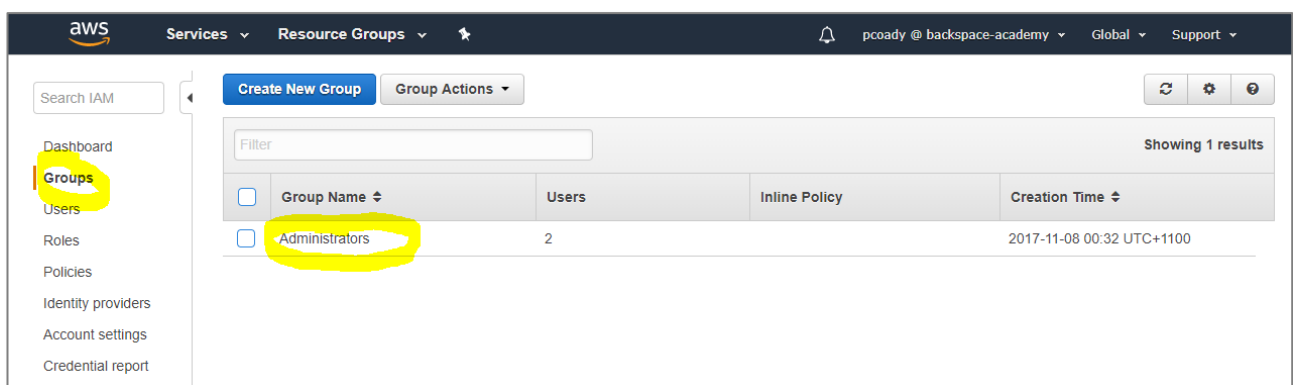 aws Services Resource Groups pcoady @ backspace-academy Global Support
Search IAM
Create New Group Group Actions
Dashboard
Groups
Users
Roles
Policies
Identity providers
Account settings
Credential report
Filter
Showing 1 results
Group Name Users Inline Policy Creation Time
Administrators 2 2017-11-08 00:32 UTC+1100